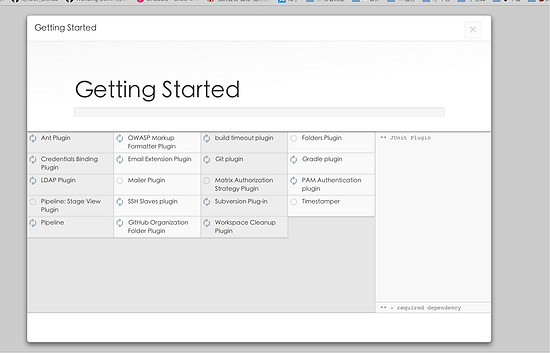 Getting Started
Getting Started
Ant Plugin
OWASP Markup
Formatter Plugin
build timeout plugin
Folders Plugin
** JUnit Plugin
Credentials Binding
Plugin
Email Extension Plugin
Git plugin
Gradle plugin
LDAP Plugin
Mailer Plugin
Matrix Authorization
Strategy Plugin
PAM Authentication
plugin
Pipeline: Stage View
Plugin
SSH Slaves plugin
Subversion Plug-in
Timestamper
Pipeline
GitHub Organization
Folder Plugin
Workspace Cleanup
Plugin
** - required dependency